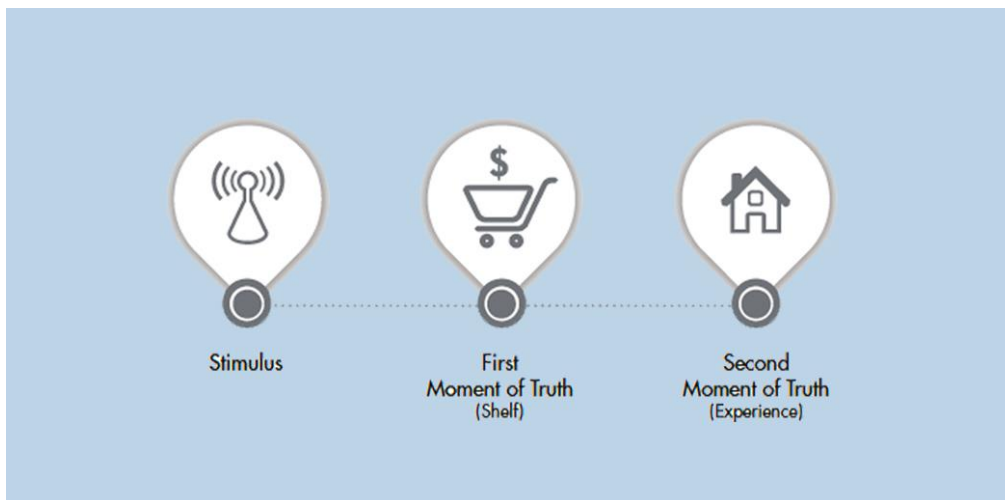 $
Stimulus
First
Moment of Truth
(Shelf)
Second
Moment of Truth
(Experience)